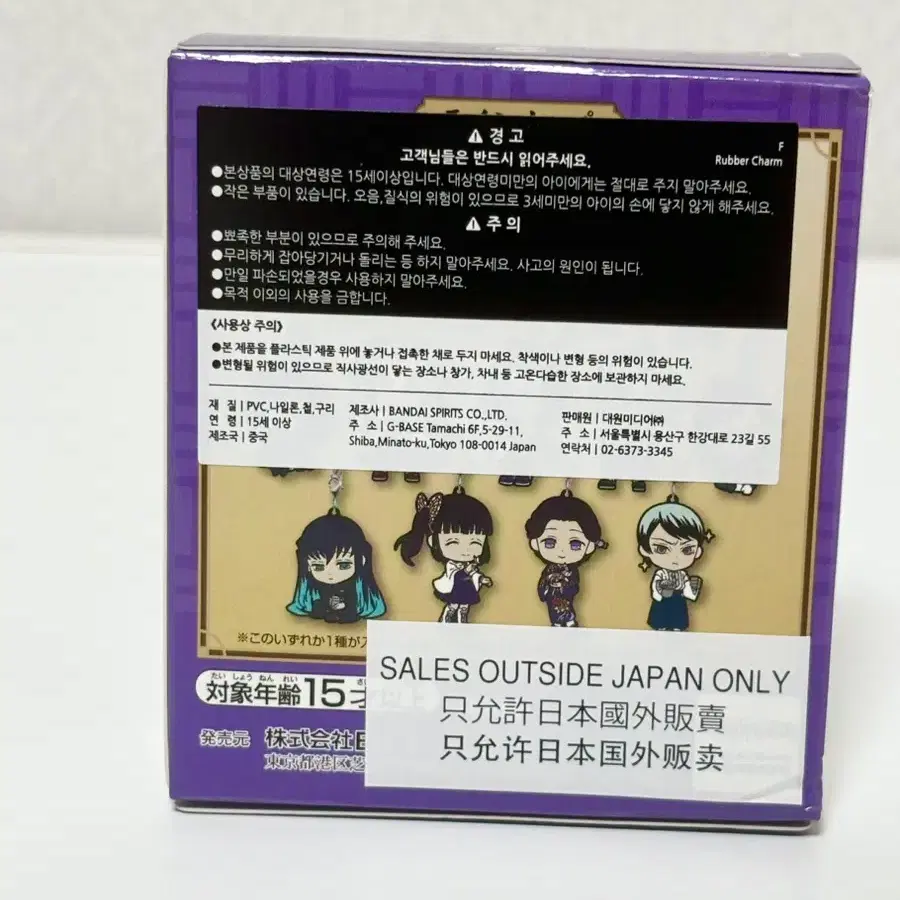 ⚠ 경 고
고객님들은 반드시 읽어주세요.
F
Rubber Charm
●본상품의 대상연령은 15세이상입니다. 대상연령미만의 아이에게는 절대로 주지 말아주세요.
●작은 부품이 있습니다. 오음,질식의 위험이 있으므로 3세미만의 아이의 손에 닿지 않게 해주세요.
⚠ 주 의
●뾰족한 부분이 있으므로 주의해 주세요.
●무리하게 잡아당기거나 돌리는 등 하지 말아주세요. 사고의 원인이 됩니다.
●만일 파손되었을경우 사용하지 말아주세요.
●목적 이외의 사용을 금합니다.
《사용상 주의》
●본 제품을 플라스틱 제품 위에 놓거나 접촉한 채로 두지 마세요. 착색이나 변형 등의 위험이 있습니다.
●변형될 위험이 있으므로 직사광선이 닿는 장소나 창가, 차내 등 고온다습한 장소에 보관하지 마세요.
재 질 | PVC,나일론,철,구리
연 령 | 15세 이상
제조국 | 중국
제조사 | BANDAI SPIRITS CO.,LTD.
주 소 | G-BASE Tamachi 6F,5-29-11,
Shiba,Minato-ku,Tokyo 108-0014 Japan
판매원 | 대원미디어㈜
주 소 | 서울특별시 용산구 한강대로 23길 55
연락처 | 02-6373-3345
※このいずれか1種が入
たい しょう ねん れい
対象年齢15才以上
発売元 株式会社B
東京都港区芝
SALES OUTSIDE JAPAN ONLY
只允許日本國外販賣
只允许日本国外贩卖